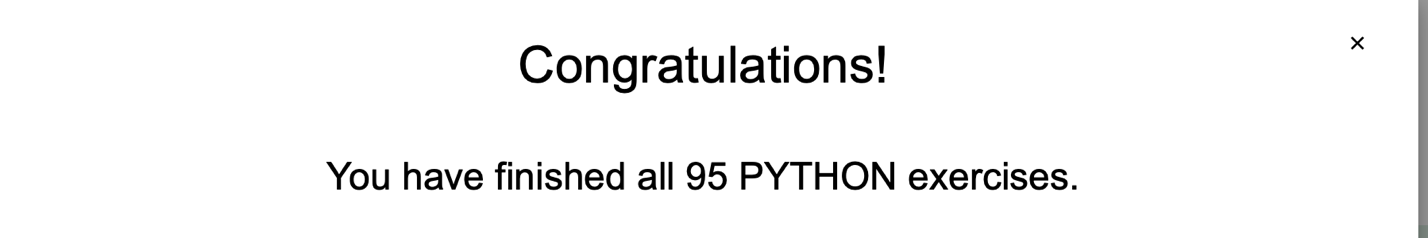 Congratulations!
You have finished all 95 PYTHON exercises.